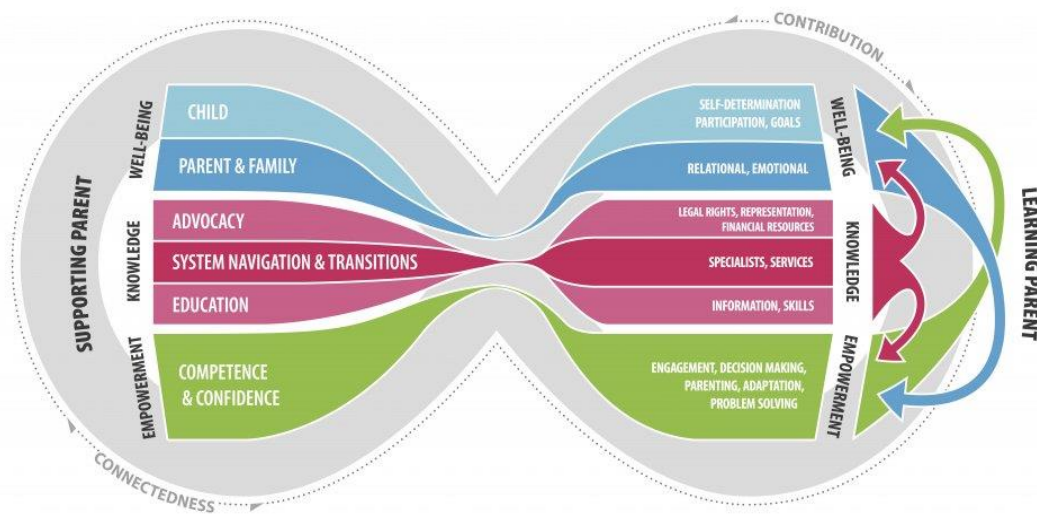 CONTRIBUTION
SUPPORTING PARENT
WELL-BEING
CHILD
PARENT & FAMILY
KNOWLEDGE
ADVOCACY
SYSTEM NAVIGATION & TRANSITIONS
EDUCATION
EMPOWERMENT
COMPETENCE
& CONFIDENCE
CONNECTEDNESS
SELF-DETERMINATION
PARTICIPATION, GOALS
RELATIONAL, EMOTIONAL
WELL-BEING
LEGAL RIGHTS, REPRESENTATION,
FINANCIAL RESOURCES
SPECIALISTS, SERVICES
INFORMATION, SKILLS
KNOWLEDGE
ENGAGEMENT, DECISION MAKING,
PARENTING, ADAPTATION,
PROBLEM SOLVING
EMPOWERMENT
LEARNING PARENT